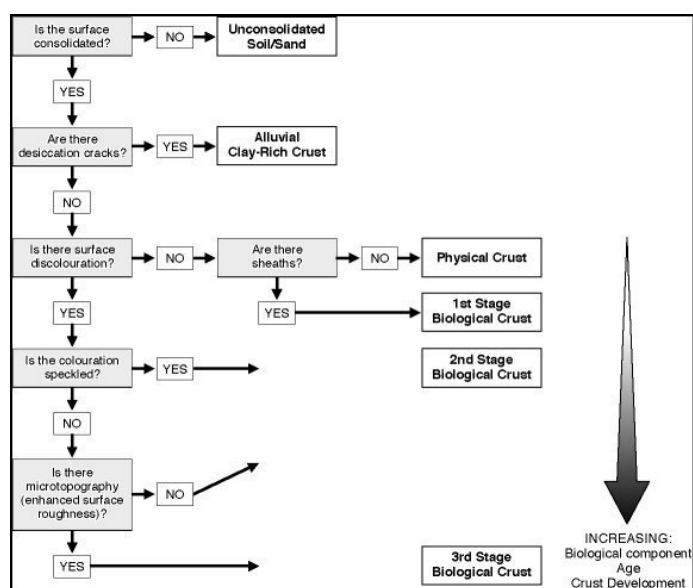 Is the surface
consolidated?
NO
Unconsolidated
Soil/Sand
YES
Are there
desiccation cracks?
YES
Alluvial
Clay-Rich Crust
NO
Is there surface
discolouration?
NO
Are there
sheaths?
NO
Physical Crust
YES
YES
1st Stage
Biological Crust
Is the colouration
speckled?
YES
2nd Stage
Biological Crust
NO
Is there
microtopography
(enhanced surface
roughness)?
NO
YES
3rd Stage
Biological Crust
INCREASING:
Biological component
Age
Crust Development